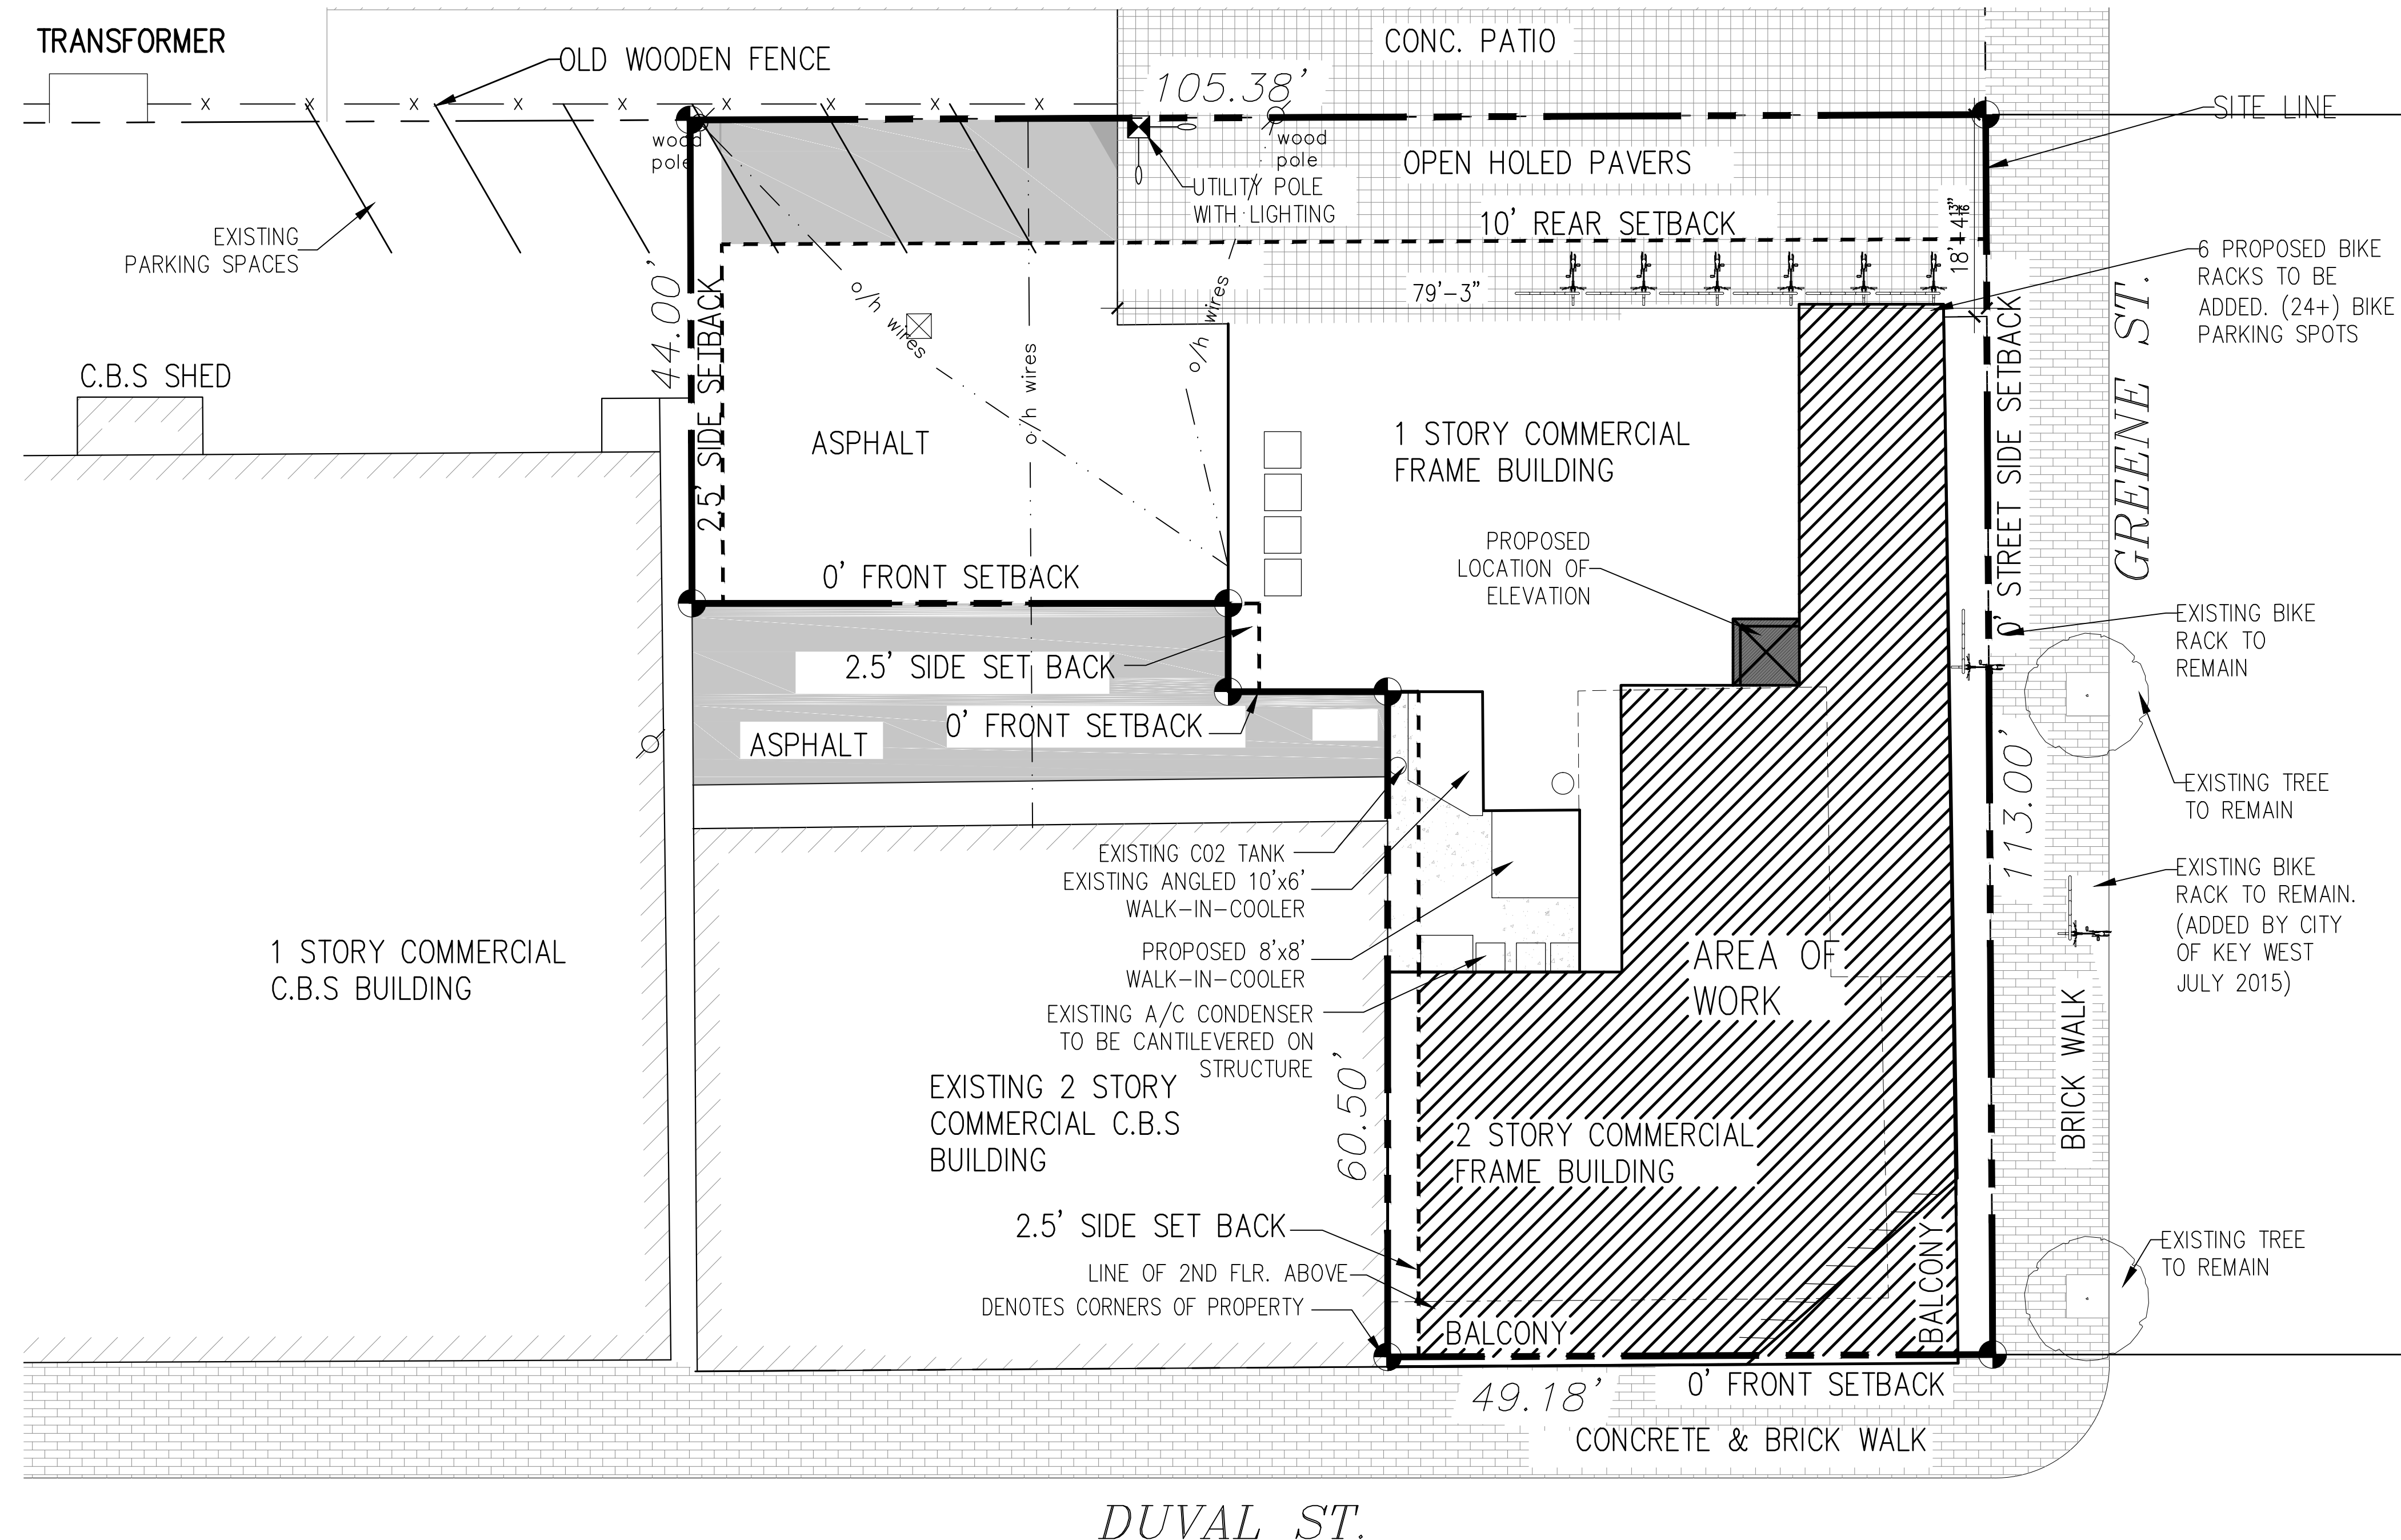 TRANSFORMER
OLD WOODEN FENCE
CONC. PATIO
105.38'
SITE LINE
wood
pole
wood
pole
OPEN HOLED PAVERS
UTILITY POLE
WITH LIGHTING
10' REAR SETBACK
EXISTING
PARKING SPACES
6 PROPOSED BIKE
RACKS TO BE
ADDED. (24+) BIKE
PARKING SPOTS
79'-3"
44.00'
2.5' SIDE SETBACK
o/h wires
o/h wires
o/h wires
0' STREET SIDE SETBACK
GREENE ST.
C.B.S SHED
ASPHALT
1 STORY COMMERCIAL
FRAME BUILDING
PROPOSED
LOCATION OF
ELEVATION
0' FRONT SETBACK
EXISTING BIKE
RACK TO
REMAIN
2.5' SIDE SET BACK
0' FRONT SETBACK
ASPHALT
113.00'
EXISTING TREE
TO REMAIN
EXISTING CO2 TANK
EXISTING ANGLED 10'x6'
WALK-IN-COOLER
EXISTING BIKE
RACK TO REMAIN.
(ADDED BY CITY
OF KEY WEST
JULY 2015)
1 STORY COMMERCIAL
C.B.S BUILDING
PROPOSED 8'x8'
WALK-IN-COOLER
AREA OF
WORK
EXISTING A/C CONDENSER
TO BE CANTILEVERED ON
STRUCTURE
BRICK WALK
EXISTING 2 STORY
COMMERCIAL C.B.S
BUILDING
60.50'
2 STORY COMMERCIAL
FRAME BUILDING
2.5' SIDE SET BACK
LINE OF 2ND FLR. ABOVE
DENOTES CORNERS OF PROPERTY
BALCONY
BALCONY
EXISTING TREE
TO REMAIN
49.18'
0' FRONT SETBACK
CONCRETE & BRICK WALK
DUVAL ST.